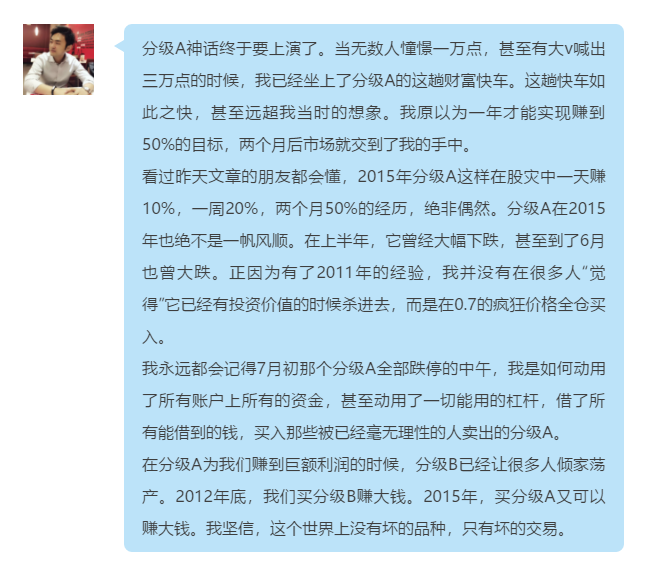 分级A神话终于要上演了。当无数人憧憬一万点，甚至有大v喊出
三万点的时候，我已经坐上了分级A的这趟财富快车。这趟快车如
此之快，甚至远超我当时的想象。我原以为一年才能实现赚到
50%的目标，两个月后市场就交到了我的手中。
看过昨天文章的朋友都会懂，2015年分级A这样在股灾中一天赚
10%，一周20%，两个月50%的经历，绝非偶然。分级A在2015
年也绝不是一帆风顺。在上半年，它曾经大幅下跌，甚至到了6月
也曾大跌。正因为有了2011年的经验，我并没有在很多人“觉
得”它已经有投资价值的时候杀进去，而是在0.7的疯狂价格全仓买
入。
我永远都会记得7月初那个分级A全部跌停的中午，我是如何动用
了所有账户上所有的资金，甚至动用了一切能用的杠杆，借了所
有能借到的钱，买入那些被已经毫无理性的人卖出的分级A。
在分级A为我们赚到巨额利润的时候，分级B已经让很多人倾家荡
产。2012年底，我们买分级B赚大钱。2015年，买分级A又可以
赚大钱。我坚信，这个世界上没有坏的品种，只有坏的交易。